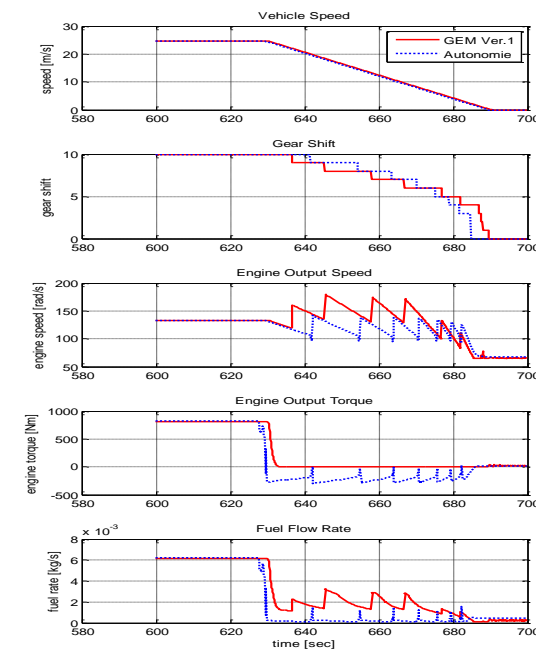 Vehicle Speed
speed [m/s]
30
20
10
0
GEM Ver.1
Autonomie
580 600 620 640 660 680 700
Gear Shift
gear shift
10
5
0
580 600 620 640 660 680 700
Engine Output Speed
engine speed [rad/s]
200
150
100
50
580 600 620 640 660 680 700
Engine Output Torque
engine torque [Nm]
1000
500
0
-500
580 600 620 640 660 680 700
Fuel Flow Rate
x 10-3
fuel rate [kg/s]
8
6
4
2
0
580 600 620 640 660 680 700
time [sec]